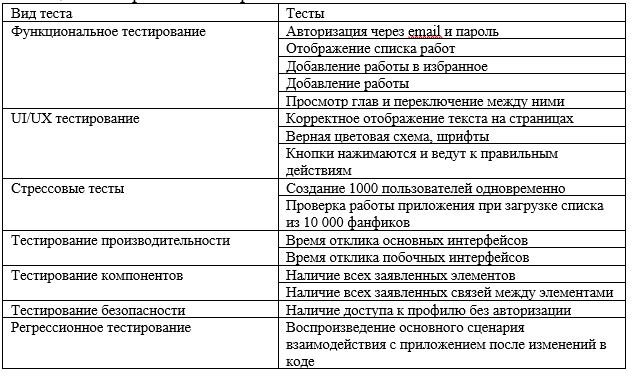 Вид теста Тесты
Функциональное тестирование Авторизация через email и пароль
Отображение списка работ
Добавление работы в избранное
Добавление работы
Просмотр глав и переключение между ними
UI/UX тестирование Корректное отображение текста на страницах
Верная цветовая схема, шрифты
Кнопки нажимаются и ведут к правильным
действиям
Стрессовые тесты Создание 1000 пользователей одновременно
Проверка работы приложения при загрузке списка
из 10 000 фанфиков
Тестирование производительности Время отклика основных интерфейсов
Время отклика побочных интерфейсов
Тестирование компонентов Наличие всех заявленных элементов
Наличие всех заявленных связей между элементами
Тестирование безопасности Наличие доступа к профилю без авторизации
Регрессионное тестирование Воспроизведение основного сценария
взаимодействия с приложением после изменений в
коде